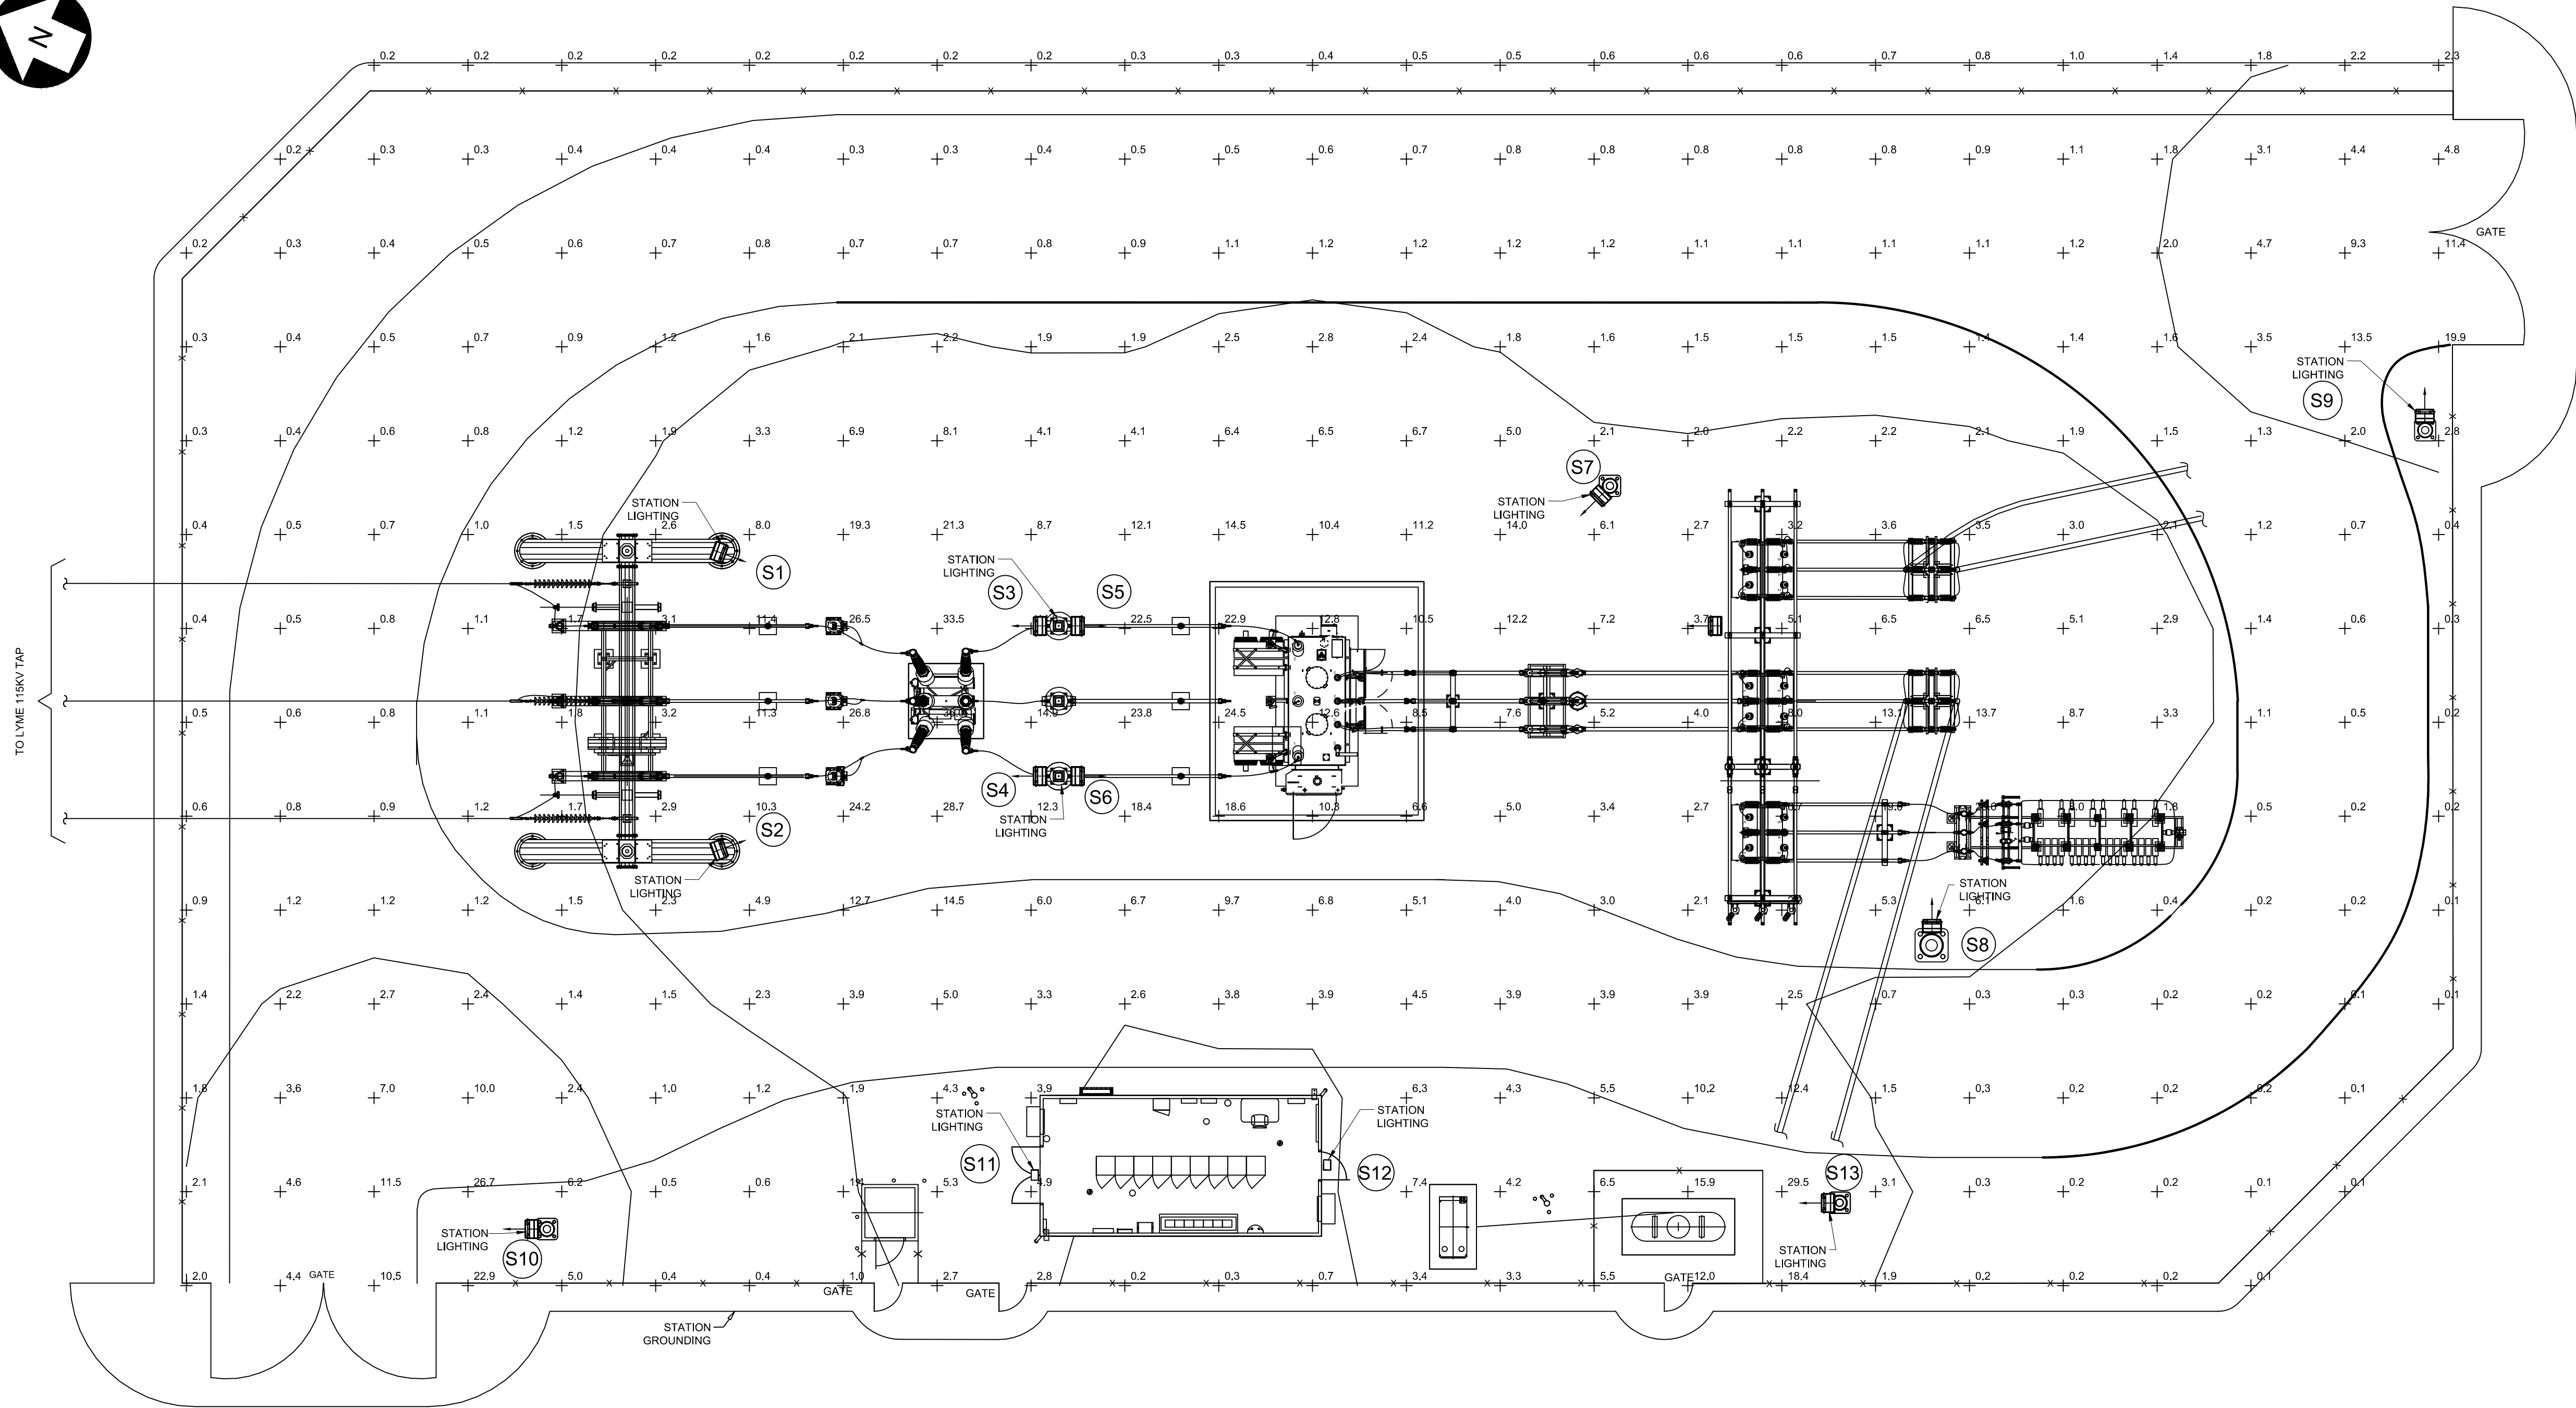 N
0.2 0.2 0.2 0.2 0.2 0.2 0.2 0.2 0.3 0.3 0.4 0.5 0.5 0.6 0.6 0.6 0.7 0.8 1.0 1.4 1.8 2.2 2.3
0.2 0.3 0.3 0.4 0.4 0.4 0.3 0.3 0.4 0.5 0.5 0.6 0.7 0.8 0.8 0.8 0.8 0.8 0.9 1.1 1.8 3.1 4.4 4.8
GATE
0.2 0.3 0.4 0.5 0.6 0.7 0.8 0.7 0.7 0.8 0.9 1.1 1.2 1.2 1.2 1.2 1.1 1.1 1.1 1.1 1.2 2.0 4.7 9.3 11.4
0.3 0.4 0.5 0.7 0.9 1.2 1.6 2.1 2.2 1.9 1.9 2.5 2.8 2.4 1.8 1.6 1.5 1.5 1.5 1.4 1.4 1.6 3.5 13.5 19.9
STATION
LIGHTING
S9
0.3 0.4 0.6 0.8 1.2 1.9 3.3 6.9 8.1 4.1 4.1 6.4 6.5 6.7 5.0 2.1 2.0 2.2 2.2 2.1 1.9 1.5 1.3 2.0 2.8
S7
STATION
LIGHTING
STATION
LIGHTING
0.4 0.5 0.7 1.0 1.5 2.6 8.0 19.3 21.3 8.7 12.1 14.5 10.4 11.2 14.0 6.1 2.7 3.2 3.6 3.5 3.0 2.1 1.2 0.7 0.4
S1
STATION
LIGHTING
S3
S5
0.4 0.5 0.8 1.1 1.7 3.1 11.4 26.5 33.5 22.5 22.9 12.8 10.5 12.2 7.2 3.7 5.1 6.5 6.5 5.1 2.9 1.4 0.6 0.3
TO LYME 115KV TAP
0.5 0.6 0.8 1.1 1.8 3.2 11.3 26.8 23.8 24.5 12.6 8.5 7.6 5.2 4.0 8.0 13.1 13.7 8.7 3.3 1.1 0.5 0.2
S4
S6
0.6 0.8 0.9 1.2 1.7 2.9 10.3 24.2 28.7 12.3 18.4 18.6 10.3 6.6 5.0 3.4 2.7 1.8 0.5 0.2 0.2
STATION
LIGHTING
S2
STATION
LIGHTING
STATION
LIGHTING
0.9 1.2 1.2 1.2 1.5 2.3 4.9 12.7 14.5 6.0 6.7 9.7 6.8 5.1 4.0 3.0 2.1 5.3 6.1 1.6 0.4 0.2 0.2 0.1
S8
1.4 2.2 2.7 2.4 1.4 1.5 2.3 3.9 5.0 3.3 2.6 3.8 3.9 4.5 3.9 3.9 3.9 2.5 0.7 0.3 0.3 0.2 0.2 0.1 0.1
1.8 3.6 7.0 10.0 2.4 1.0 1.2 1.9 4.3 3.9 6.3 4.3 5.5 10.2 12.4 1.5 0.3 0.2 0.2 0.2 0.1
STATION
LIGHTING
STATION
LIGHTING
S11
S12
S13
2.1 4.6 11.5 26.7 6.2 0.5 0.6 1.4 5.3 4.9 7.4 4.2 6.5 15.9 29.5 3.1 0.3 0.2 0.2 0.1 0.1
STATION
LIGHTING
S10
STATION
LIGHTING
2.0 4.4 GATE 10.5 22.9 5.0 0.4 0.4 1.0 2.7 2.8 0.2 0.3 0.7 3.4 3.3 5.5 GATE 12.0 18.4 1.9 0.2 0.2 0.2 0.1
GATE
GATE
STATION
GROUNDING